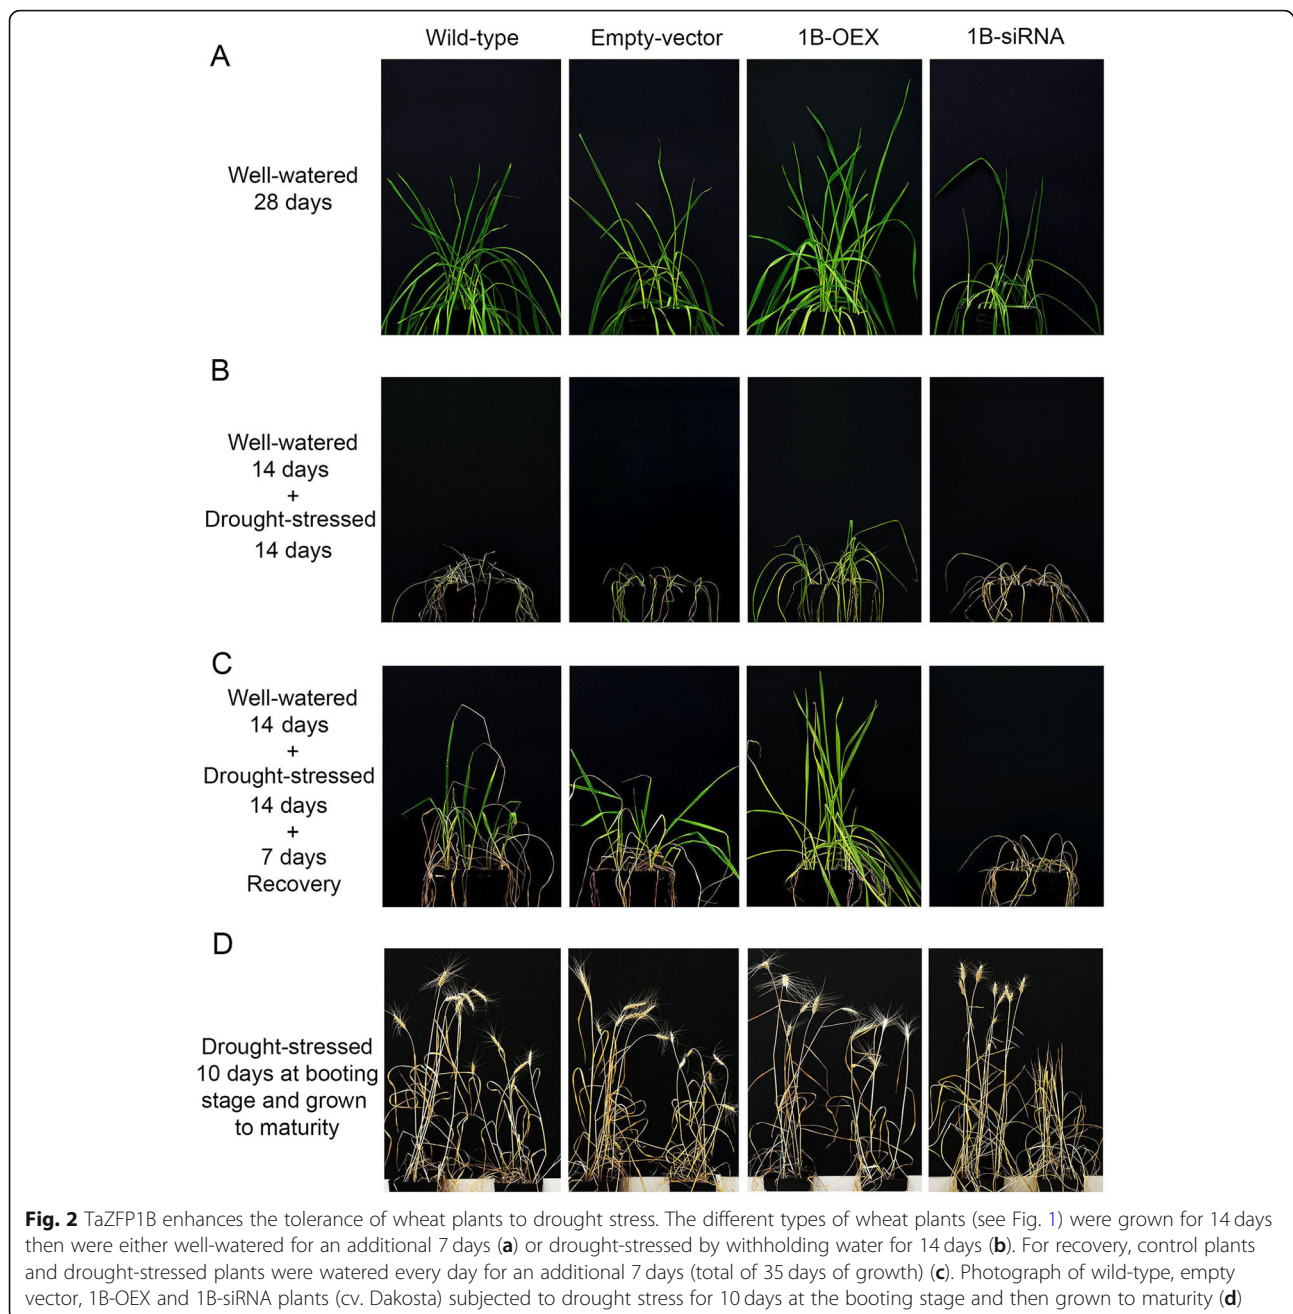 Wild-type Empty-vector 1B-OEX 1B-siRNA
A
Well-watered
28 days
B
Well-watered
14 days
+
Drought-stressed
14 days
C
Well-watered
14 days
+
Drought-stressed
14 days
+
7 days
Recovery
D
Drought-stressed
10 days at booting
stage and grown
to maturity
Fig. 2 TaZFP1B enhances the tolerance of wheat plants to drought stress. The different types of wheat plants (see Fig. 1) were grown for 14 days
then were either well-watered for an additional 7 days (a) or drought-stressed by withholding water for 14 days (b). For recovery, control plants
and drought-stressed plants were watered every day for an additional 7 days (total of 35 days of growth) (c). Photograph of wild-type, empty
vector, 1B-OEX and 1B-siRNA plants (cv. Dakosta) subjected to drought stress for 10 days at the booting stage and then grown to maturity (d)